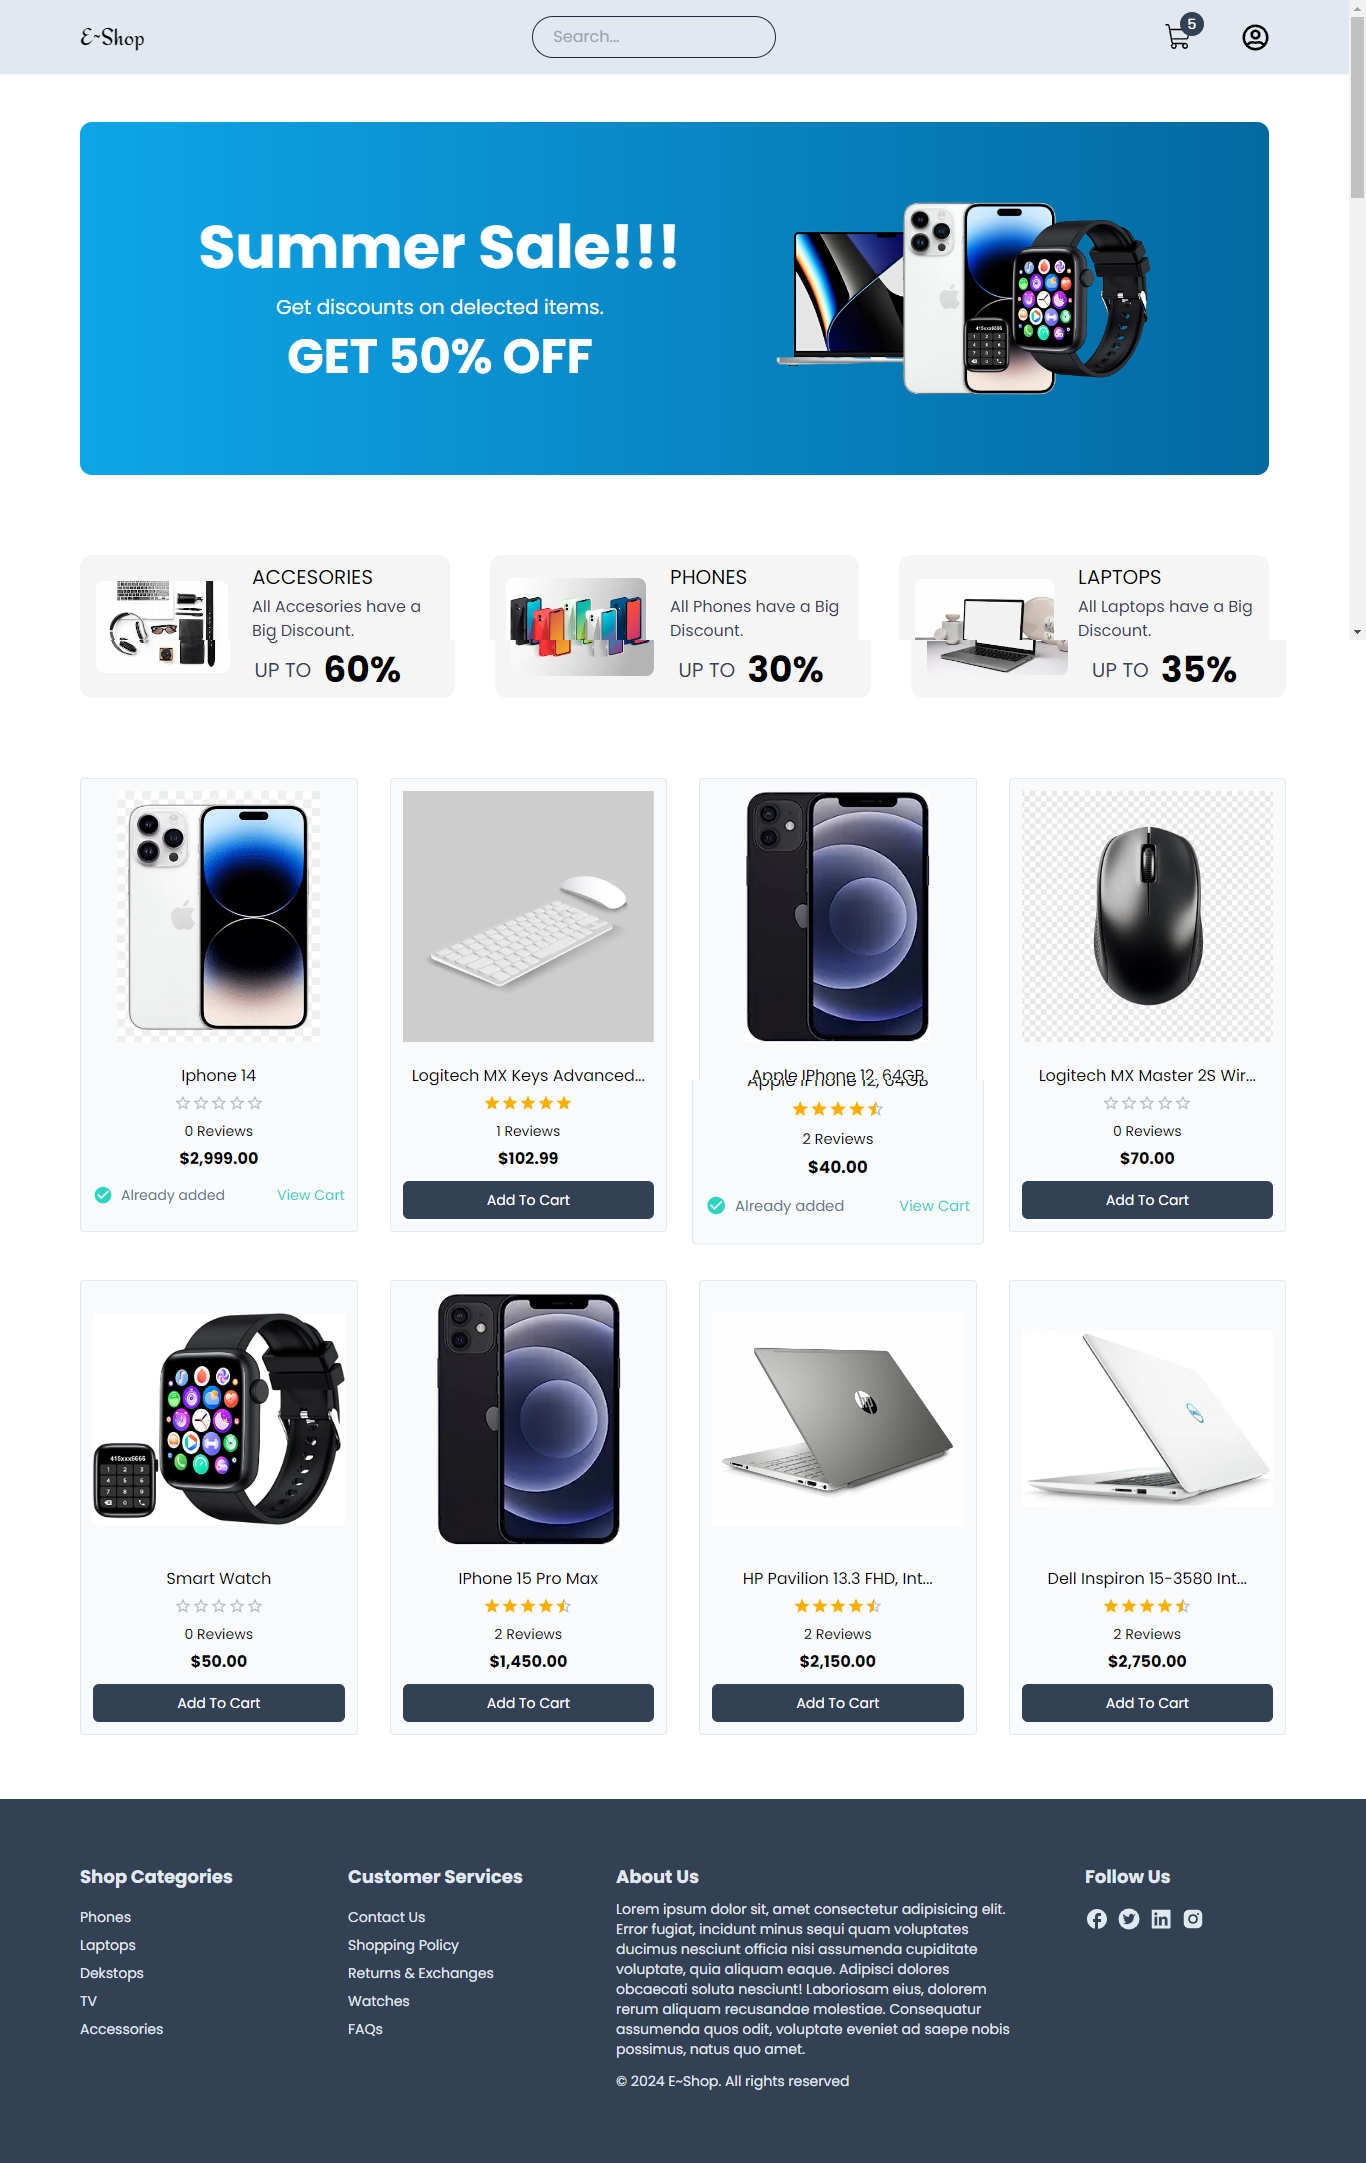 E~Shop
Search...
5
Summer Sale!!!
Get discounts on delected items.
GET 50% OFF
ACCESORIES
All Accesories have a
Big Discount.
UP TO 60%
PHONES
All Phones have a Big
Discount.
UP TO 30%
LAPTOPS
All Laptops have a Big
Discount.
UP TO 35%
Iphone 14
0 Reviews
$2,999.00
Already added
View Cart
Logitech MX Keys Advanced...
1 Reviews
$102.99
Add To Cart
Apple IPhone 12, 64GB
2 Reviews
$40.00
Already added
View Cart
Logitech MX Master 2S Wir...
0 Reviews
$70.00
Add To Cart
415xxx6666
Smart Watch
0 Reviews
$50.00
Add To Cart
IPhone 15 Pro Max
2 Reviews
$1,450.00
Add To Cart
HP Pavilion 13.3 FHD, Int...
2 Reviews
$2,150.00
Add To Cart
Dell Inspiron 15-3580 Int...
2 Reviews
$2,750.00
Add To Cart
Shop Categories
Phones
Laptops
Dekstops
TV
Accessories
Customer Services
Contact Us
Shopping Policy
Returns & Exchanges
Watches
FAQs
About Us
Lorem ipsum dolor sit, amet consectetur adipisicing elit.
Error fugiat, incidunt minus sequi quam voluptates
ducimus nesciunt officia nisi assumenda cupiditate
voluptate, quia aliquam eaque. Adipisci dolores
obcaecati soluta nesciunt! Laboriosam eius, dolorem
rerum aliquam recusandae molestiae. Consequatur
assumenda quos odit, voluptate eveniet ad saepe nobis
possimus, natus quo amet.
© 2024 E~Shop. All rights reserved
Follow Us